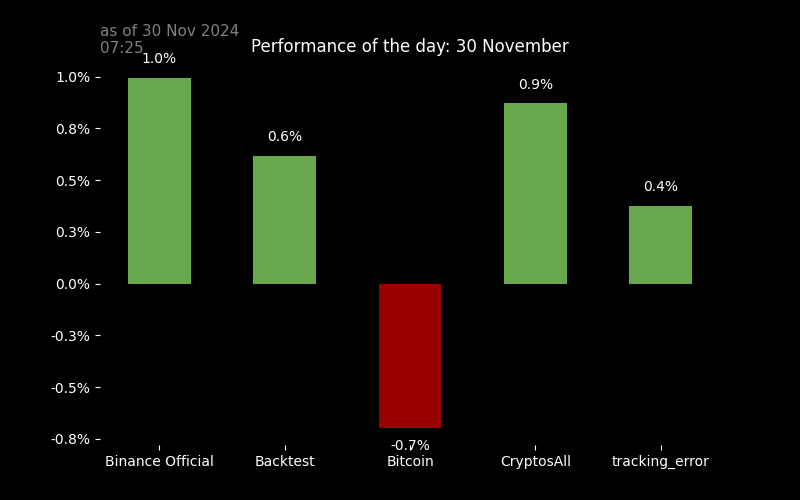 as of 30 Nov 2024
07:25
Performance of the day: 30 November
1.0%
0.8%
0.5%
0.3%
0.0%
-0.3%
-0.5%
-0.8%
1.0%
0.6%
-0.7%
0.9%
0.4%
Binance Official
Backtest
Bitcoin
CryptosAll
tracking_error